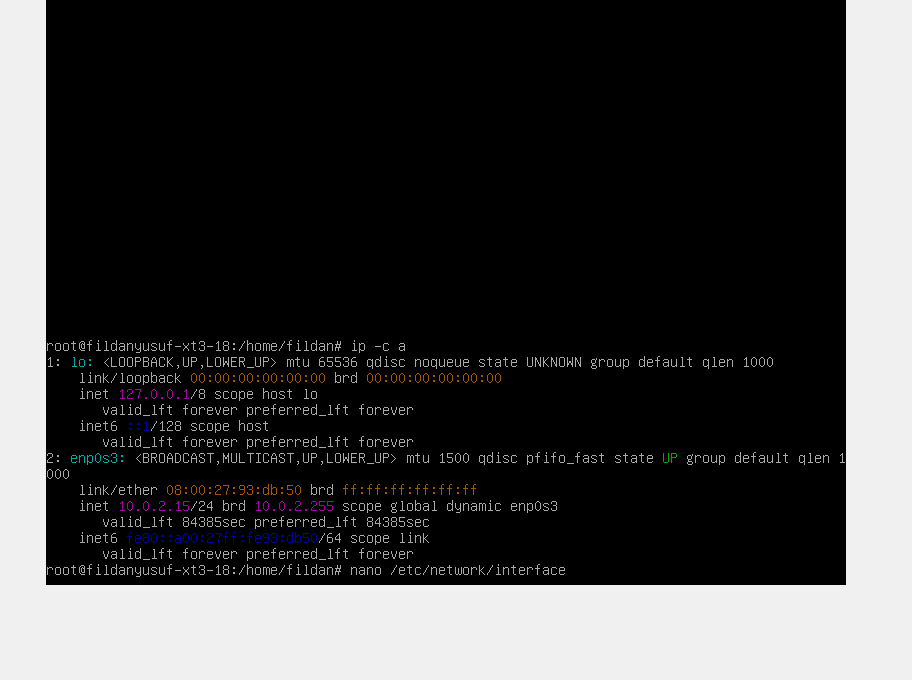 root@fildanyusuf-xt3-18:/home/fildan# ip -c a
1: lo: <LOOPBACK,UP,LOWER_UP> mtu 65536 qdisc noqueue state UNKNOWN group default qlen 1000
link/loopback 00:00:00:00:00:00 brd 00:00:00:00:00:00
inet 127.0.0.1/8 scope host lo
valid_lft forever preferred_lft forever
inet6 ::1/128 scope host
valid_lft forever preferred_lft forever
2: enp0s3: <BROADCAST,MULTICAST,UP,LOWER_UP> mtu 1500 qdisc pfifo_fast state UP group default qlen 1
000
link/ether 08:00:27:93:db:50 brd ff:ff:ff:ff:ff:ff
inet 10.0.2.15/24 brd 10.0.2.255 scope global dynamic enp0s3
valid_lft 84385sec preferred_lft 84385sec
inet6 fe80::a00:27ff:fe93:db50/64 scope link
valid_lft forever preferred_lft forever
root@fildanyusuf-xt3-18:/home/fildan# nano /etc/network/interface